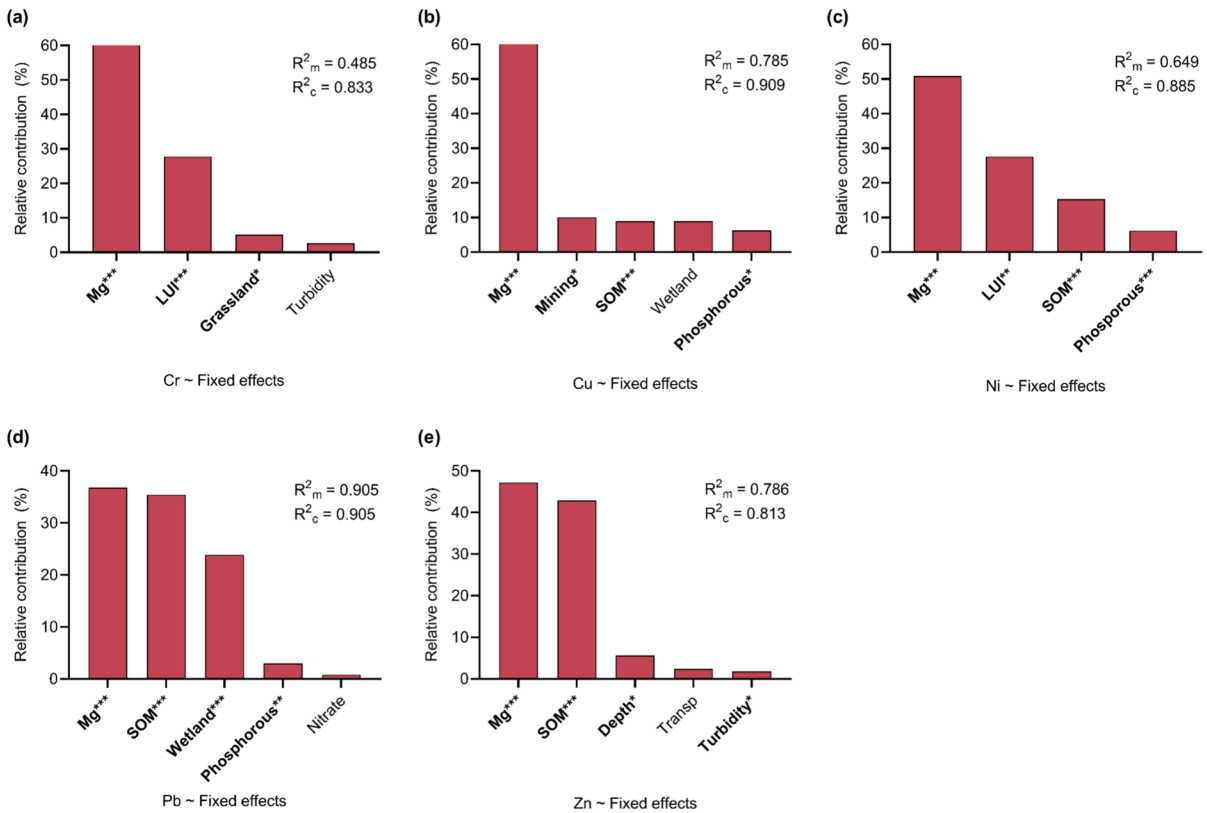 (a)
Relative contribution (%)
60
50
40
30
20
10
0
R²m = 0.485
R²c = 0.833
Mg***
LUI***
Grassland*
Turbidity
Cr ~ Fixed effects
(b)
Relative contribution (%)
60
50
40
30
20
10
0
R²m = 0.785
R²c = 0.909
Mg***
Mining*
SOM***
Wetland
Phosphorous*
Cu ~ Fixed effects
(c)
Relative contribution (%)
60
50
40
30
20
10
0
R²m = 0.649
R²c = 0.885
Mg***
LUI**
SOM***
Phosporous***
Ni ~ Fixed effects
(d)
Relative contribution (%)
40
30
20
10
0
R²m = 0.905
R²c = 0.905
Mg***
SOM***
Wetland***
Phosphorous**
Nitrate
Pb ~ Fixed effects
(e)
Relative contribution (%)
50
40
30
20
10
0
R²m = 0.786
R²c = 0.813
Mg***
SOM***
Depth*
Transp
Turbidity*
Zn ~ Fixed effects